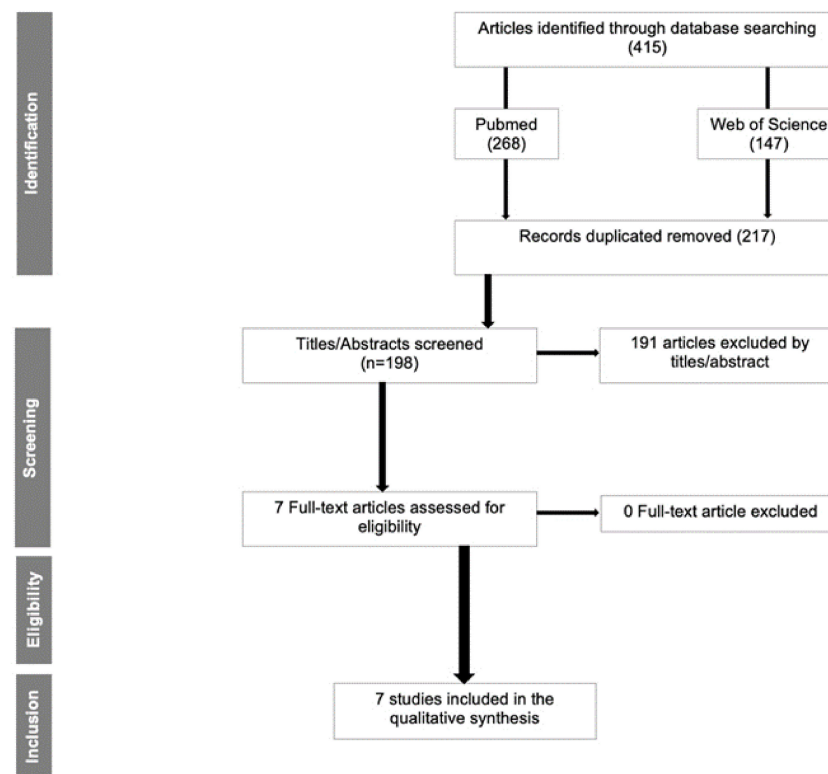 Identification
Articles identified through database searching
(415)
Pubmed
(268)
Web of Science
(147)
Records duplicated removed (217)
Screening
Titles/Abstracts screened
(n=198)
191 articles excluded by
titles/abstract
7 Full-text articles assessed for
eligibility
0 Full-text article excluded
Eligibility
Inclusion
7 studies included in the
qualitative synthesis